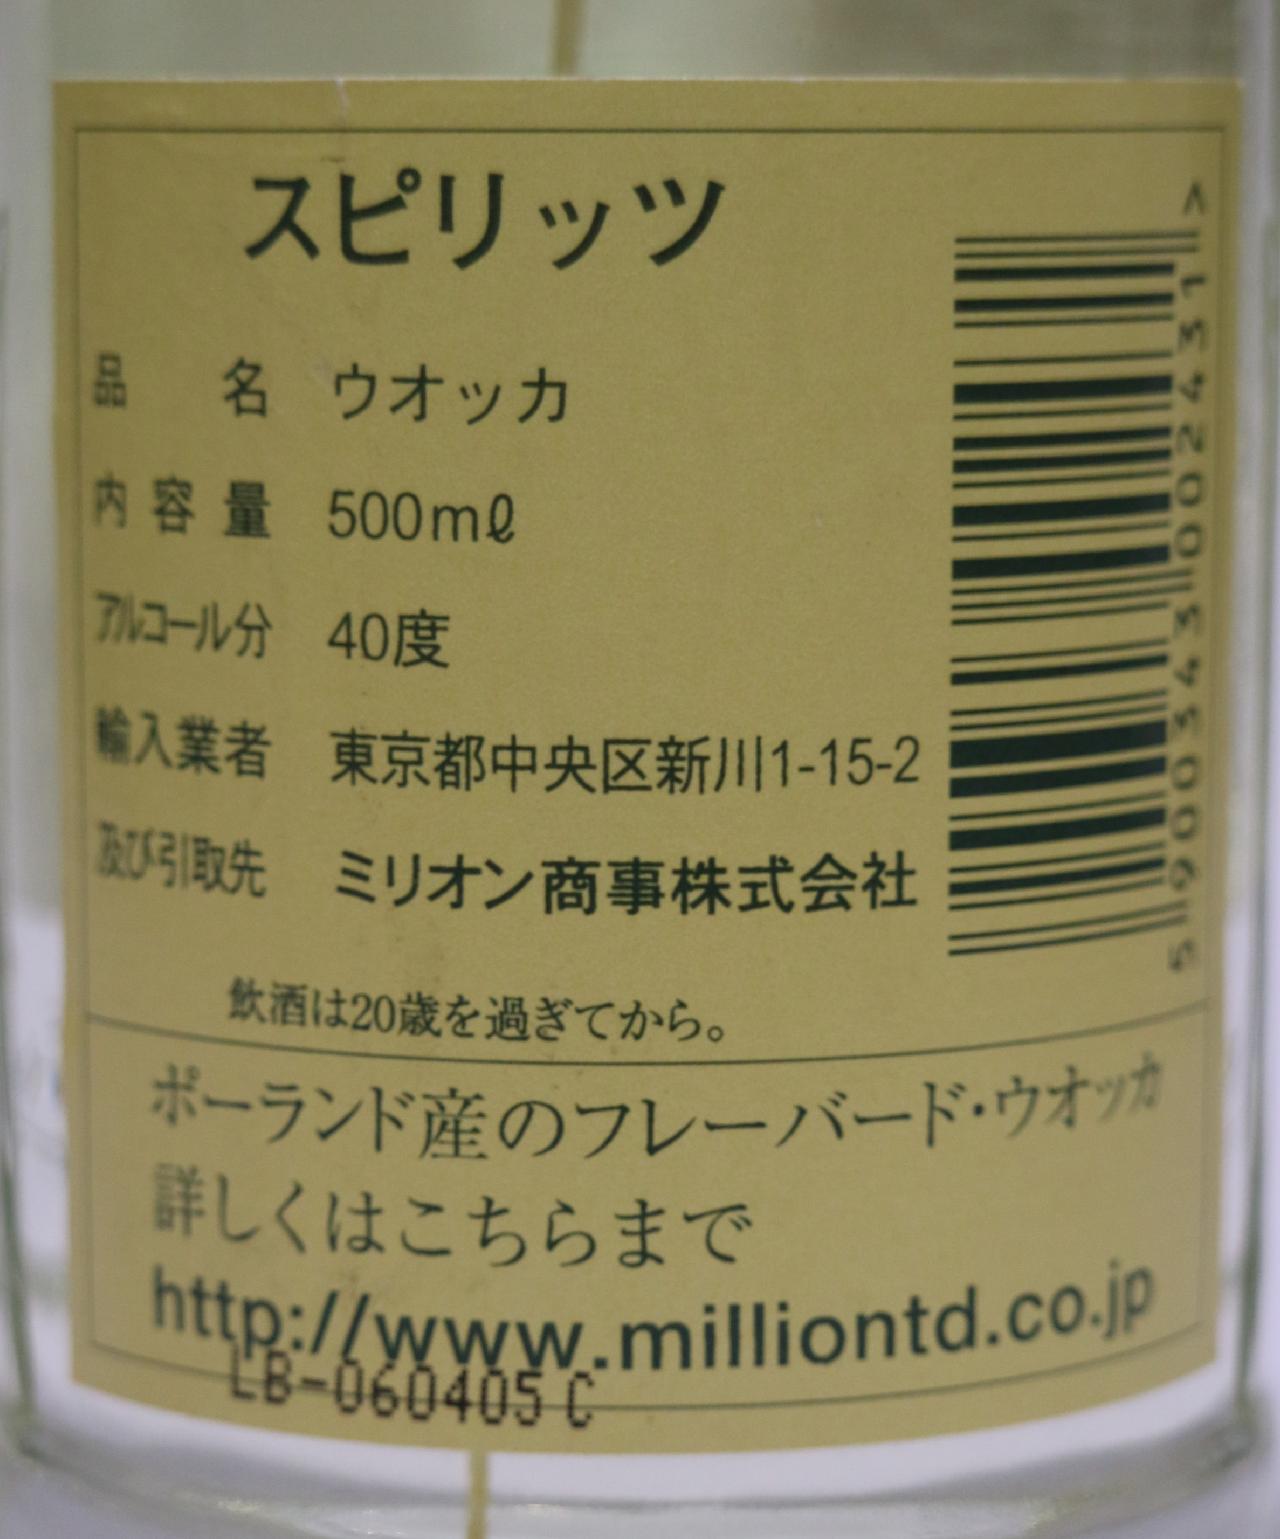 スピリッツ
品名 ウオッカ
内容量 500mℓ
アルコール分 40度
輸入業者 東京都中央区新川1-15-2
及び引取先 ミリオン商事株式会社
飲酒は20歳を過ぎてから。
ポーランド産のフレーバード・ウオッカ
詳しくはこちらまで
http://www.milliontd.co.jp
LB-060405 C
5 900343 002431 >